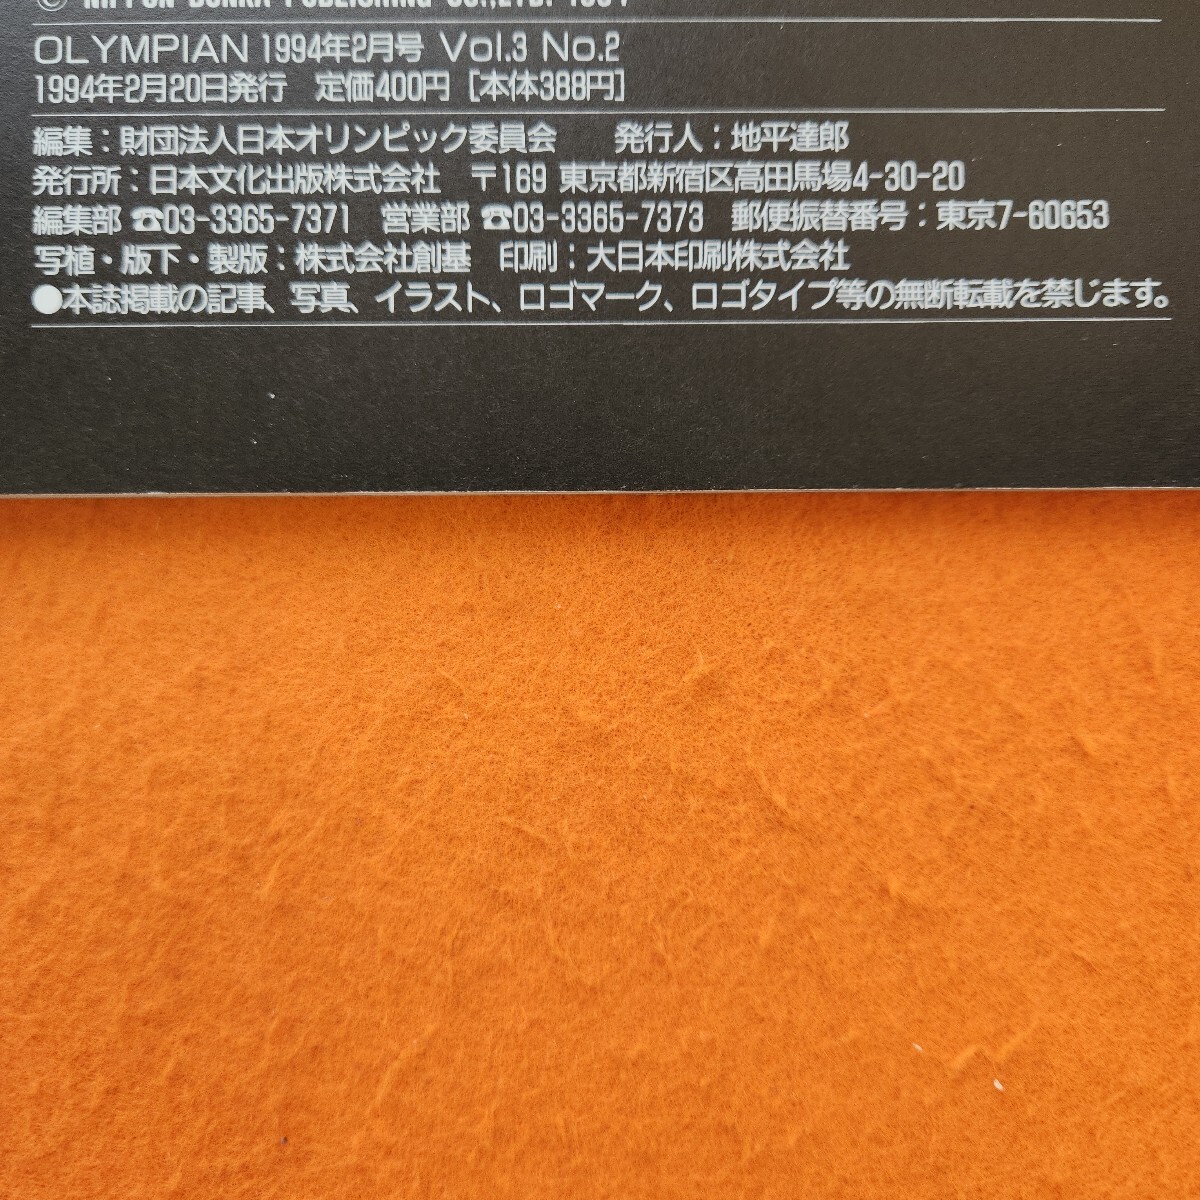 © NIPPON BUNKA PUBLISHING CO.,LTD. 1994
OLYMPIAN 1994年2月号 Vol.3 No.2
1994年2月20日発行 定価400円 [本体388円]
編集：財団法人日本オリンピック委員会 発行人：地平達郎
発行所：日本文化出版株式会社 〒169 東京都新宿区高田馬場4-30-20
編集部 ☎03-3365-7371 営業部 ☎03-3365-7373 郵便振替番号：東京7-60653
写植・版下・製版：株式会社創基 印刷：大日本印刷株式会社
●本誌掲載の記事、写真、イラスト、ロゴマーク、ロゴタイプ等の無断転載を禁じます。